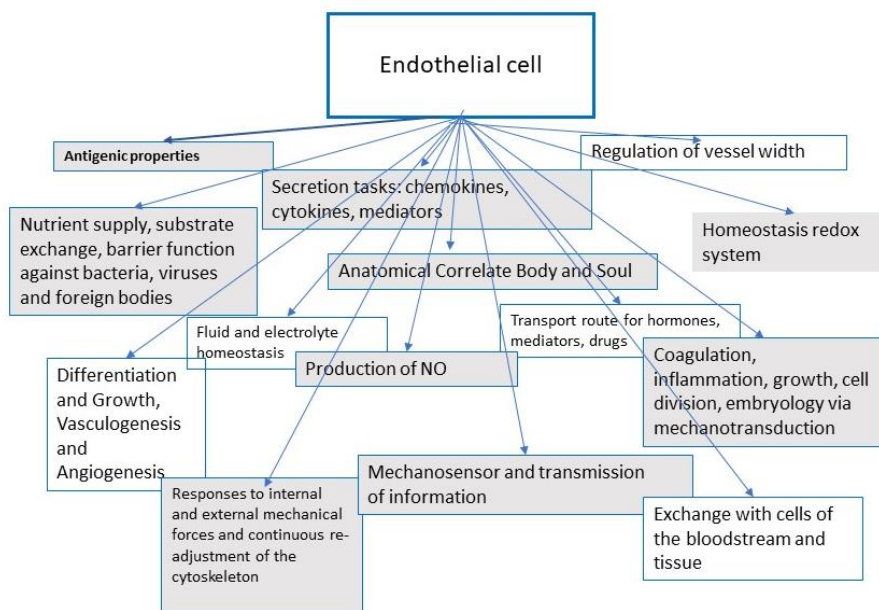 Endothelial cell
Antigenic properties
Regulation of vessel width
Secretion tasks: chemokines,
cytokines, mediators
Nutrient supply, substrate
exchange, barrier function
against bacteria, viruses
and foreign bodies
Homeostasis redox
system
Anatomical Correlate Body and Soul
Fluid and electrolyte
homeostasis
Transport route for hormones,
mediators, drugs
Production of NO
Coagulation,
inflammation, growth, cell
division, embryology via
mechanotransduction
Differentiation
and Growth,
Vasculogenesis
and
Angiogenesis
Mechanosensor and transmission
of information
Responses to internal
and external mechanical
forces and continuous re-
adjustment of the
cytoskeleton
Exchange with cells of
the bloodstream and
tissue